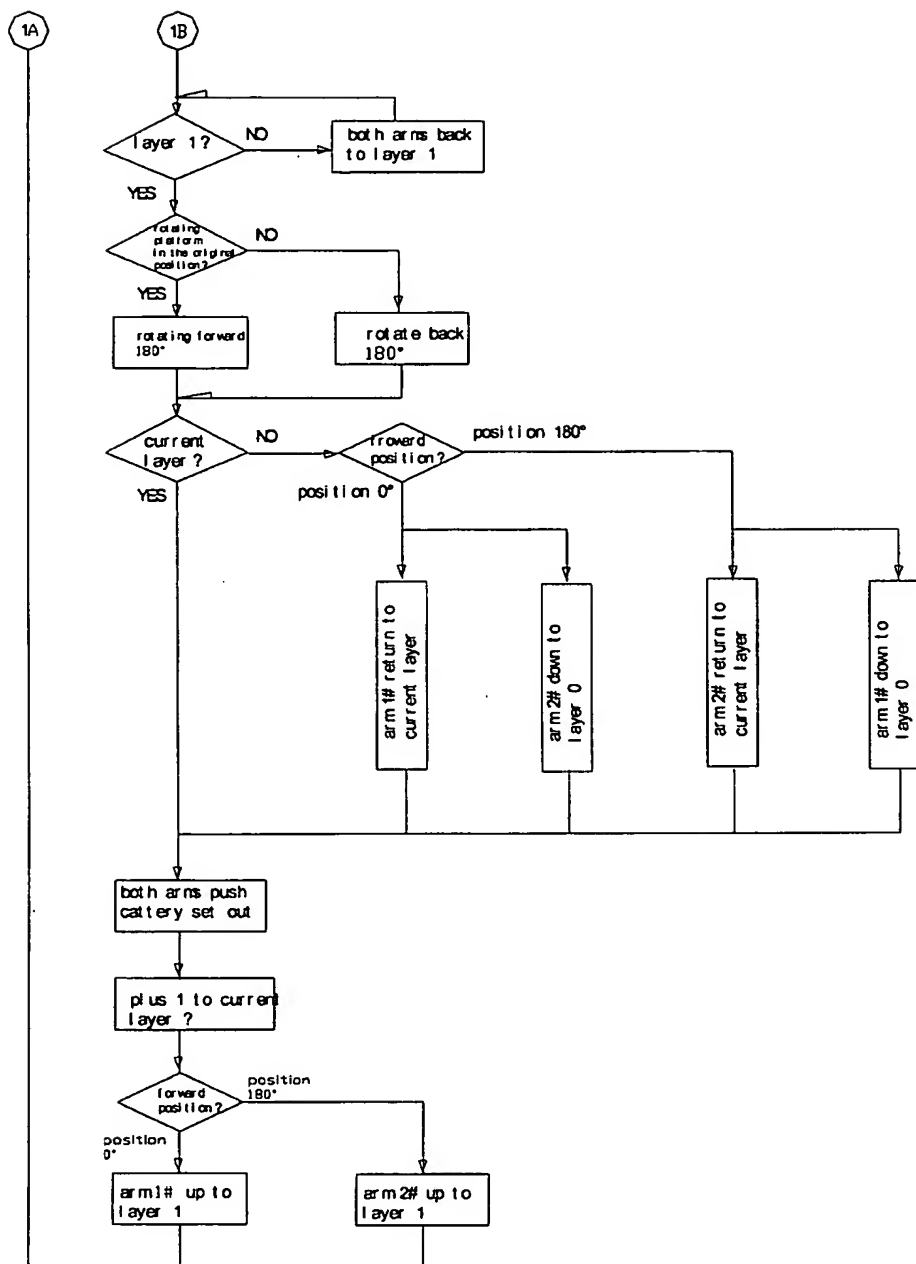 1A
1B
layer 1?
NO
both arms back
to layer 1
YES
rotating
platform
in the original
position?
NO
YES
rotating forward
180°
rotate back
180°
current
layer ?
NO
froward
position?
position 180°
YES
position 0°
arm1# return to
current layer
arm2# down to
layer 0
arm2# return to
current layer
arm1# down to
layer 0
both arms push
cattery set out
plus 1 to current
layer ?
forward
position?
position
180°
position
0°
arm1# up to
layer 1
arm2# up to
layer 1